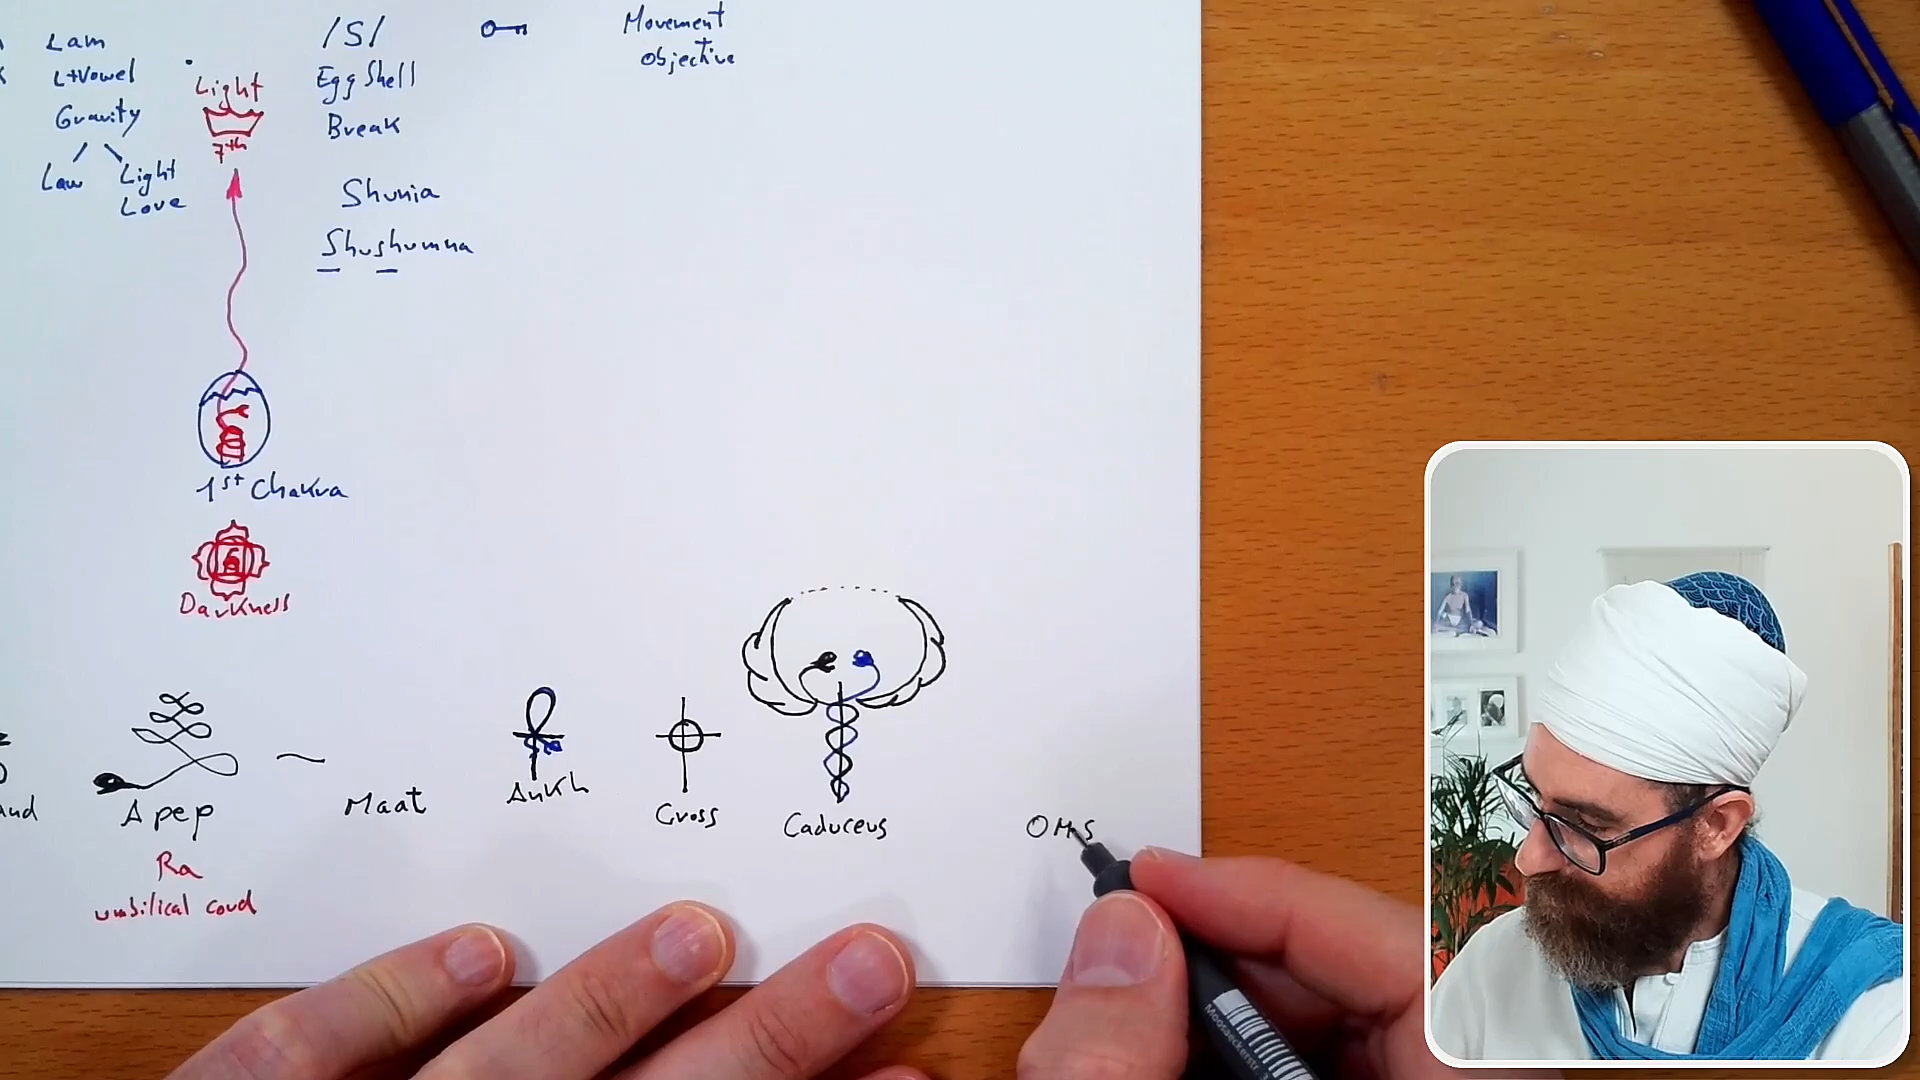 Lam
L+Vowel
Gravity
Law
Light
Love
Light
7th
/S/
Egg Shell
Break
Shunia
Shushumna
Movement
Objective
1st Chakra
Darkness
Apep
Ra
umbilical cord
Maat
Ankh
Cross
Caduceus
OMS